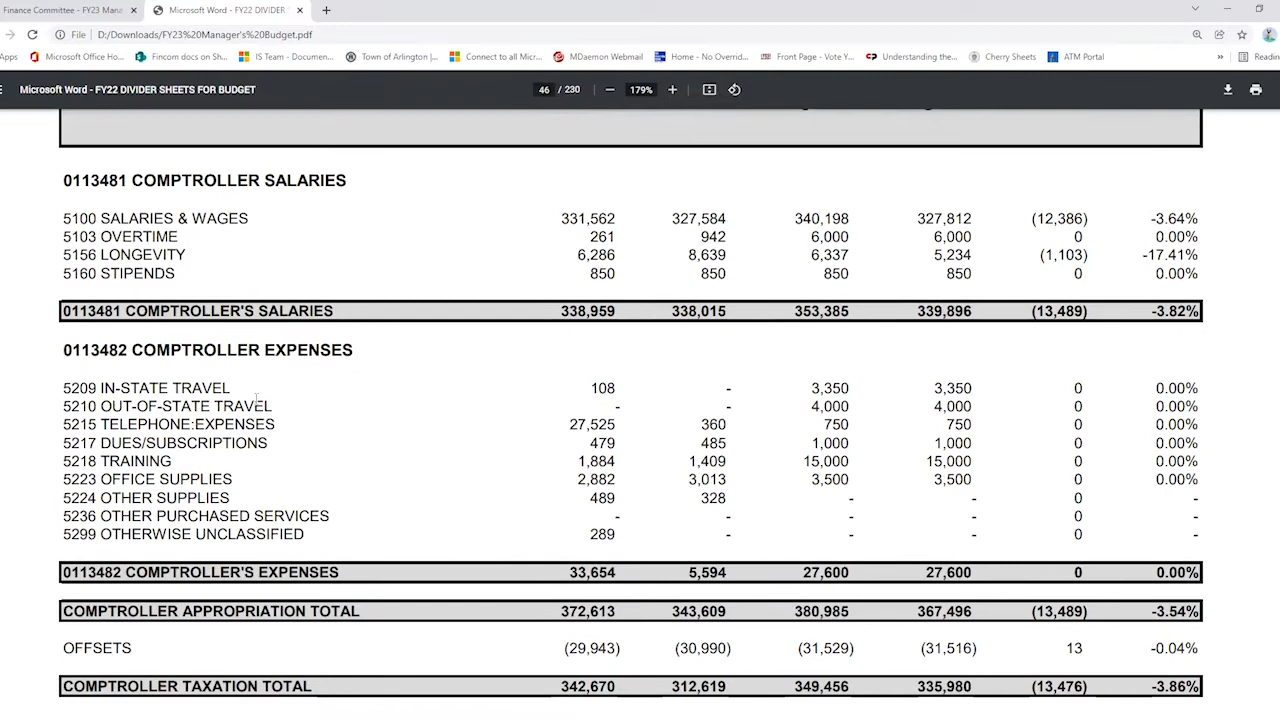 Finance Committee - FY23 Mana
Microsoft Word - FY22 DIVIDER
File D:/Downloads/FY23%20Manager's%20Budget.pdf
Apps Microsoft Office Ho... Fincom docs on Sh... IS Team - Documen... Town of Arlington |... Connect to all Micr... MDaemon Webmail Home - No Overrid... Front Page - Vote Y... Understanding the... Cherry Sheets ATM Portal » Readin
Microsoft Word - FY22 DIVIDER SHEETS FOR BUDGET 46 / 230 179%
0113481 COMPTROLLER SALARIES
5100 SALARIES & WAGES 331,562 327,584 340,198 327,812 (12,386) -3.64%
5103 OVERTIME 261 942 6,000 6,000 0 0.00%
5156 LONGEVITY 6,286 8,639 6,337 5,234 (1,103) -17.41%
5160 STIPENDS 850 850 850 850 0 0.00%
0113481 COMPTROLLER'S SALARIES 338,959 338,015 353,385 339,896 (13,489) -3.82%
0113482 COMPTROLLER EXPENSES
5209 IN-STATE TRAVEL 108 - 3,350 3,350 0 0.00%
5210 OUT-OF-STATE TRAVEL - - 4,000 4,000 0 0.00%
5215 TELEPHONE:EXPENSES 27,525 360 750 750 0 0.00%
5217 DUES/SUBSCRIPTIONS 479 485 1,000 1,000 0 0.00%
5218 TRAINING 1,884 1,409 15,000 15,000 0 0.00%
5223 OFFICE SUPPLIES 2,882 3,013 3,500 3,500 0 0.00%
5224 OTHER SUPPLIES 489 328 - - 0 -
5236 OTHER PURCHASED SERVICES - - - - 0 -
5299 OTHERWISE UNCLASSIFIED 289 - - - 0 -
0113482 COMPTROLLER'S EXPENSES 33,654 5,594 27,600 27,600 0 0.00%
COMPTROLLER APPROPRIATION TOTAL 372,613 343,609 380,985 367,496 (13,489) -3.54%
OFFSETS (29,943) (30,990) (31,529) (31,516) 13 -0.04%
COMPTROLLER TAXATION TOTAL 342,670 312,619 349,456 335,980 (13,476) -3.86%